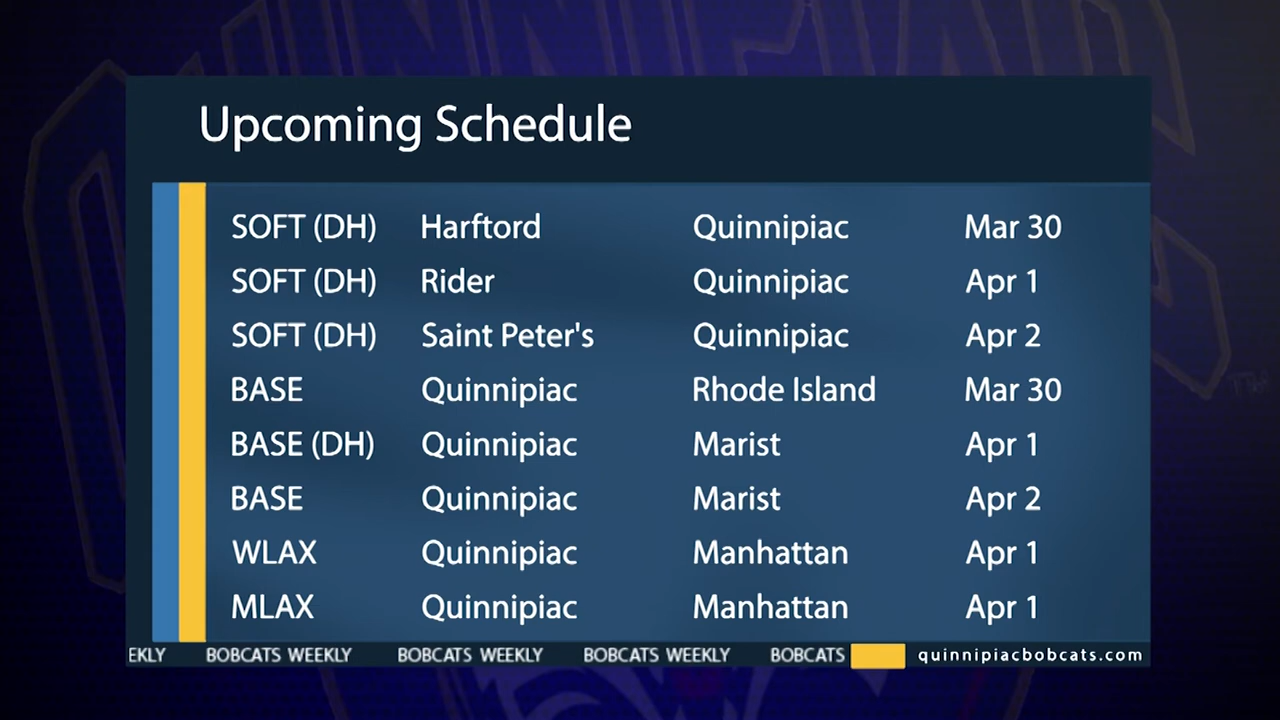 Upcoming Schedule
SOFT (DH) Harftord Quinnipiac Mar 30
SOFT (DH) Rider Quinnipiac Apr 1
SOFT (DH) Saint Peter's Quinnipiac Apr 2
BASE Quinnipiac Rhode Island Mar 30
BASE (DH) Quinnipiac Marist Apr 1
BASE Quinnipiac Marist Apr 2
WLAX Quinnipiac Manhattan Apr 1
MLAX Quinnipiac Manhattan Apr 1
EKLY BOBCATS WEEKLY BOBCATS WEEKLY BOBCATS WEEKLY BOBCATS quinnipiacbobcats.com